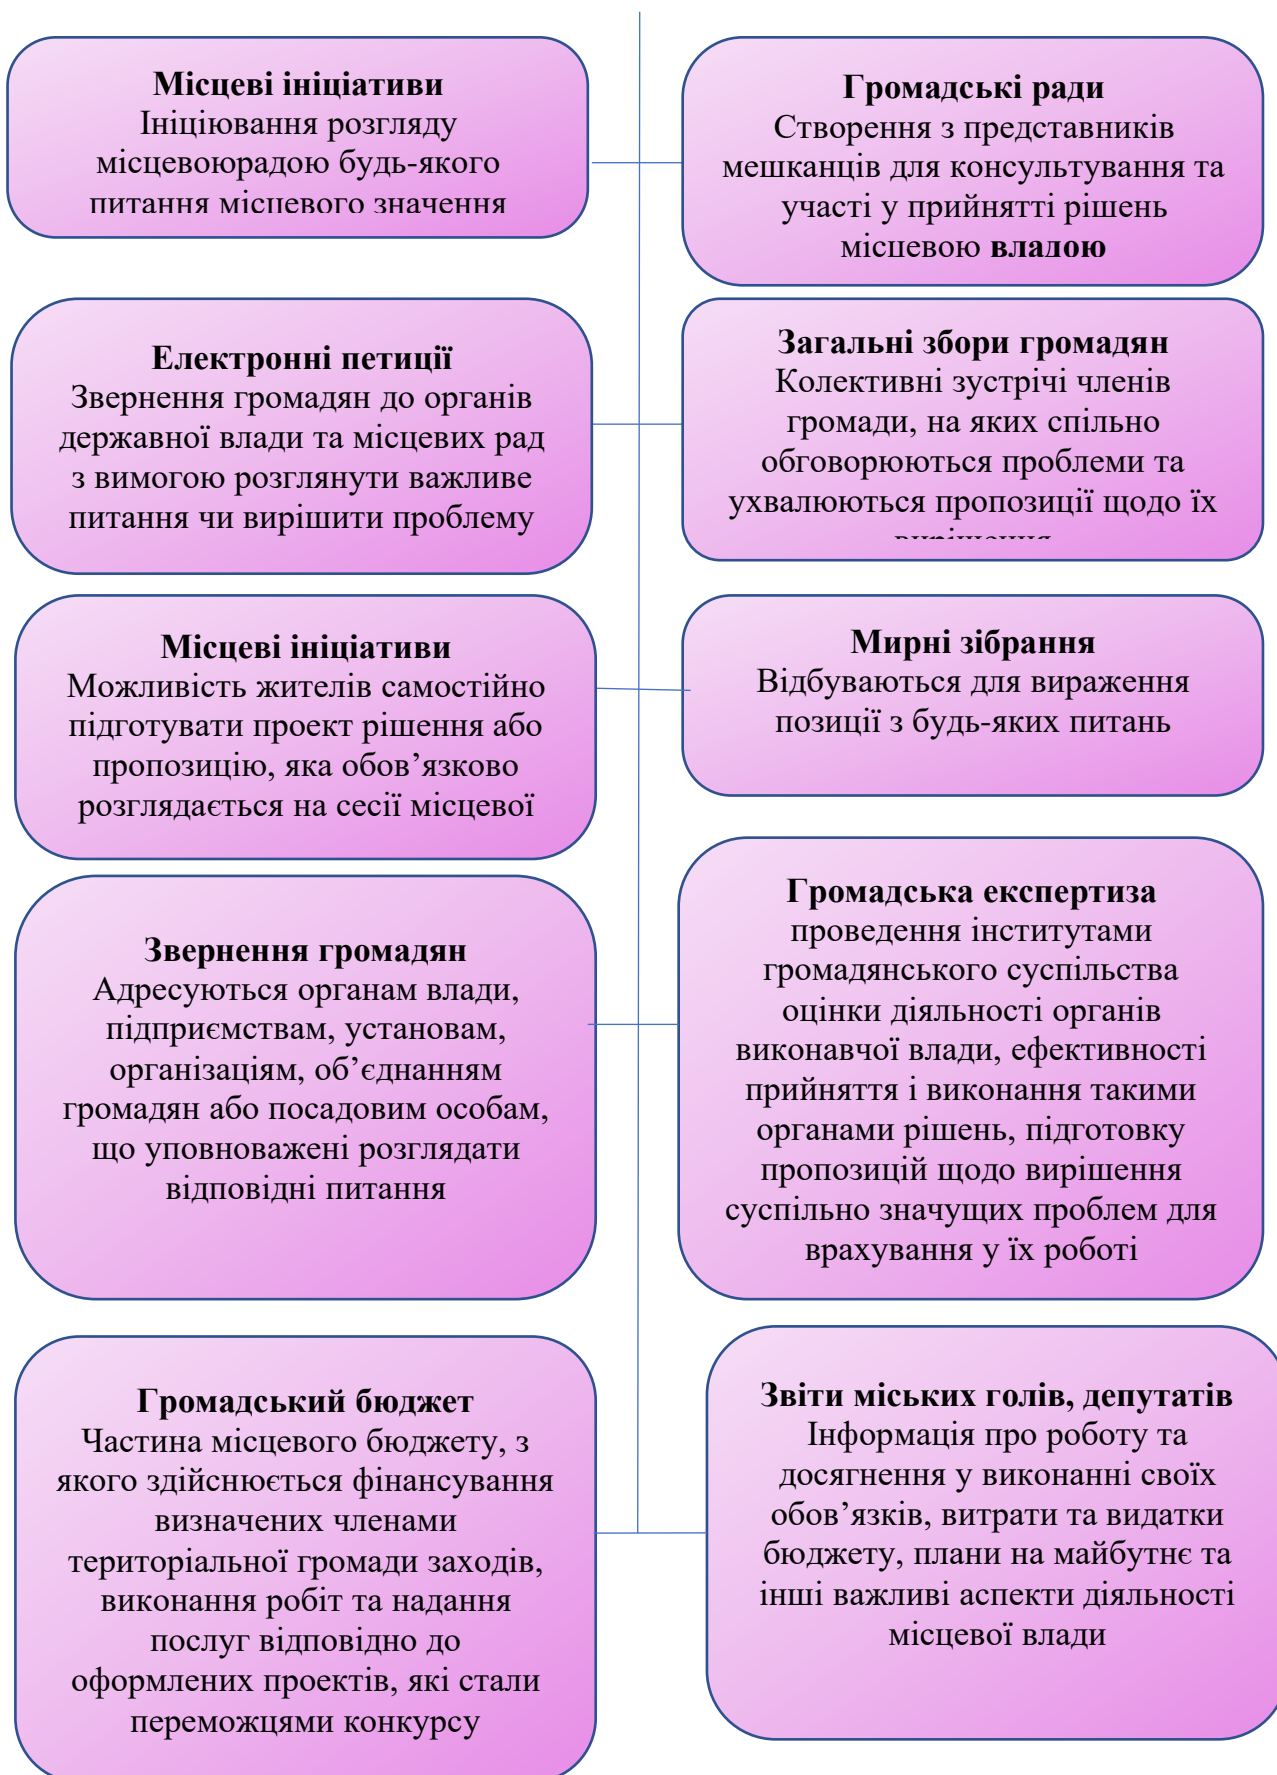 Місцеві ініціативи
Ініціювання розгляду
місцевоюрадою будь-якого
питання місцевого значення
Громадські ради
Створення з представників
мешканців для консультування та
участі у прийнятті рішень
місцевою владою
Електронні петиції
Звернення громадян до органів
державної влади та місцевих рад
з вимогою розглянути важливе
питання чи вирішити проблему
Загальні збори громадян
Колективні зустрічі членів
громади, на яких спільно
обговорюються проблеми та
ухвалюються пропозиції щодо їх
Місцеві ініціативи
Можливість жителів самостійно
підготувати проект рішення або
пропозицію, яка обов’язково
розглядається на сесії місцевої
Мирні зібрання
Відбуваються для вираження
позиції з будь-яких питань
Звернення громадян
Адресуються органам влади,
підприємствам, установам,
організаціям, об’єднанням
громадян або посадовим особам,
що уповноважені розглядати
відповідні питання
Громадська експертиза
проведення інститутами
громадянського суспільства
оцінки діяльності органів
виконавчої влади, ефективності
прийняття і виконання такими
органами рішень, підготовку
пропозицій щодо вирішення
суспільно значущих проблем для
врахування у їх роботі
Громадський бюджет
Частина місцевого бюджету, з
якого здійснюється фінансування
визначених членами
територіальної громади заходів,
виконання робіт та надання
послуг відповідно до
оформлених проектів, які стали
переможцями конкурсу
Звіти міських голів, депутатів
Інформація про роботу та
досягнення у виконанні своїх
обов’язків, витрати та видатки
бюджету, плани на майбутнє та
інші важливі аспекти діяльності
місцевої влади